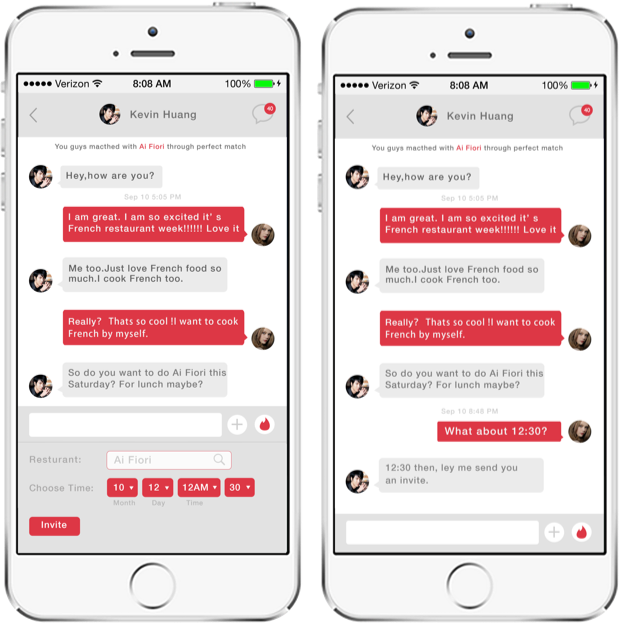 Verizon 8:08 AM 100%
Kevin Huang 40
You guys macthed with Ai Fiori through perfect match
Hey,how are you?
Sep 10 8:05 PM
I am great. I am so excited it' s
French restaurant week!!!!!! Love it
Me too.Just love French food so
much.I cook French too.
Really? Thats so cool !I want to cook
French by myself.
So do you want to do Ai Fiori this
Saturday? For lunch maybe?
Resturant: Ai Fiori
Choose Time: 10 12 12AM 30
Month Day Time
Invite
Verizon 8:08 AM 100%
Kevin Huang 40
You guys macthed with Ai Fiori through perfect match
Hey,how are you?
Sep 10 8:05 PM
I am great. I am so excited it' s
French restaurant week!!!!!! Love it
Me too.Just love French food so
much.I cook French too.
Really? Thats so cool !I want to cook
French by myself.
So do you want to do Ai Fiori this
Saturday? For lunch maybe?
Sep 10 8:48 PM
What about 12:30?
12:30 then, ley me send you
an invite.